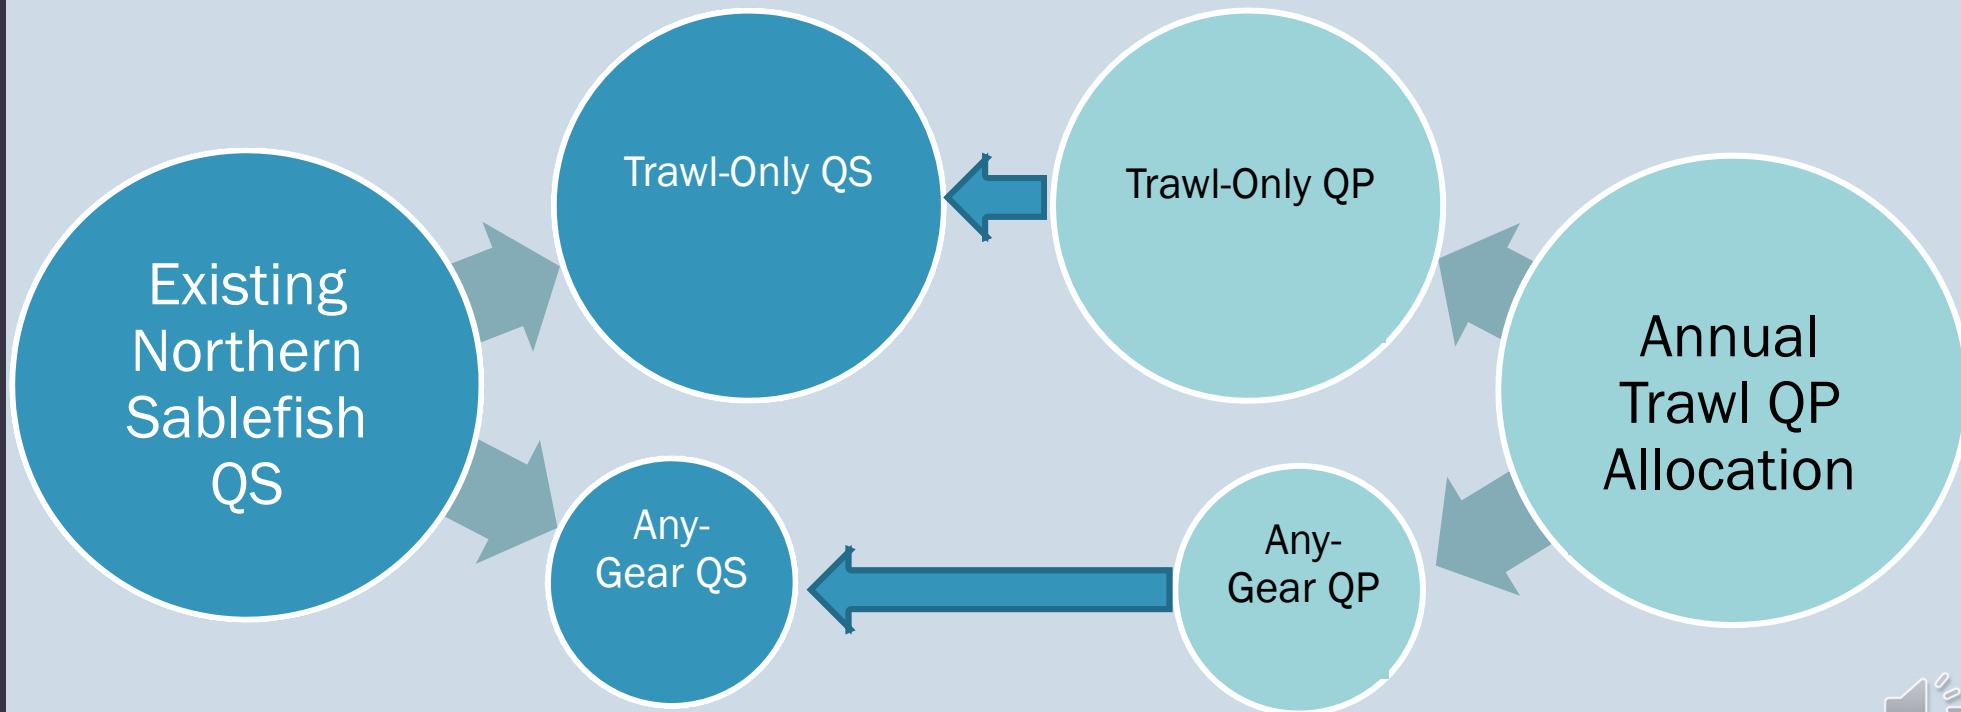 Existing
Northern
Sablefish
QS
Trawl-Only QS
Any-
Gear QS
Trawl-Only QP
Any-
Gear QP
Annual
Trawl QP
Allocation